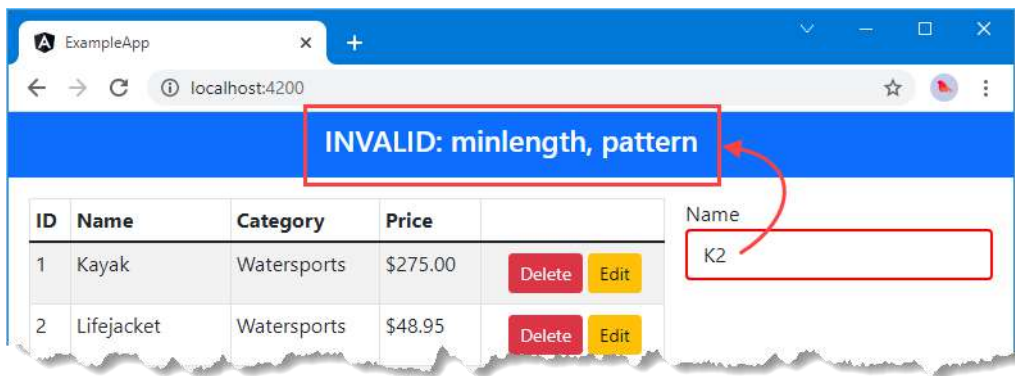 ExampleApp
localhost:4200
INVALID: minlength, pattern
ID Name Category Price
1 Kayak Watersports $275.00 Delete Edit
2 Lifejacket Watersports $48.95 Delete Edit
Name
K2